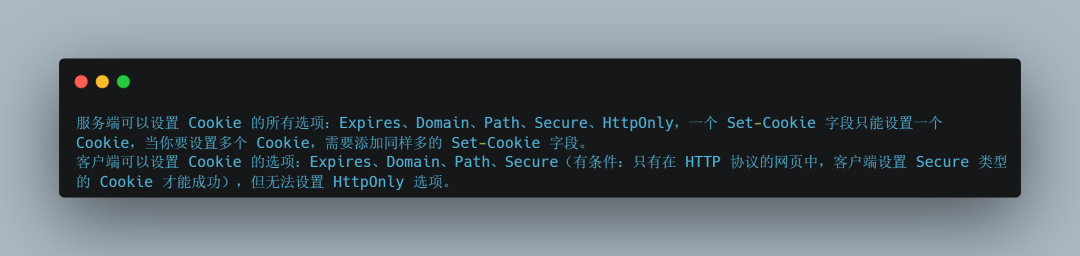 服务端可以设置 Cookie 的所有选项：Expires、Domain、Path、Secure、HttpOnly，一个 Set-Cookie 字段只能设置一个
Cookie，当你要设置多个 Cookie，需要添加同样多的 Set-Cookie 字段。
客户端可以设置 Cookie 的选项：Expires、Domain、Path、Secure（有条件：只有在 HTTP 协议的网页中，客户端设置 Secure 类型
的 Cookie 才能成功），但无法设置 HttpOnly 选项。